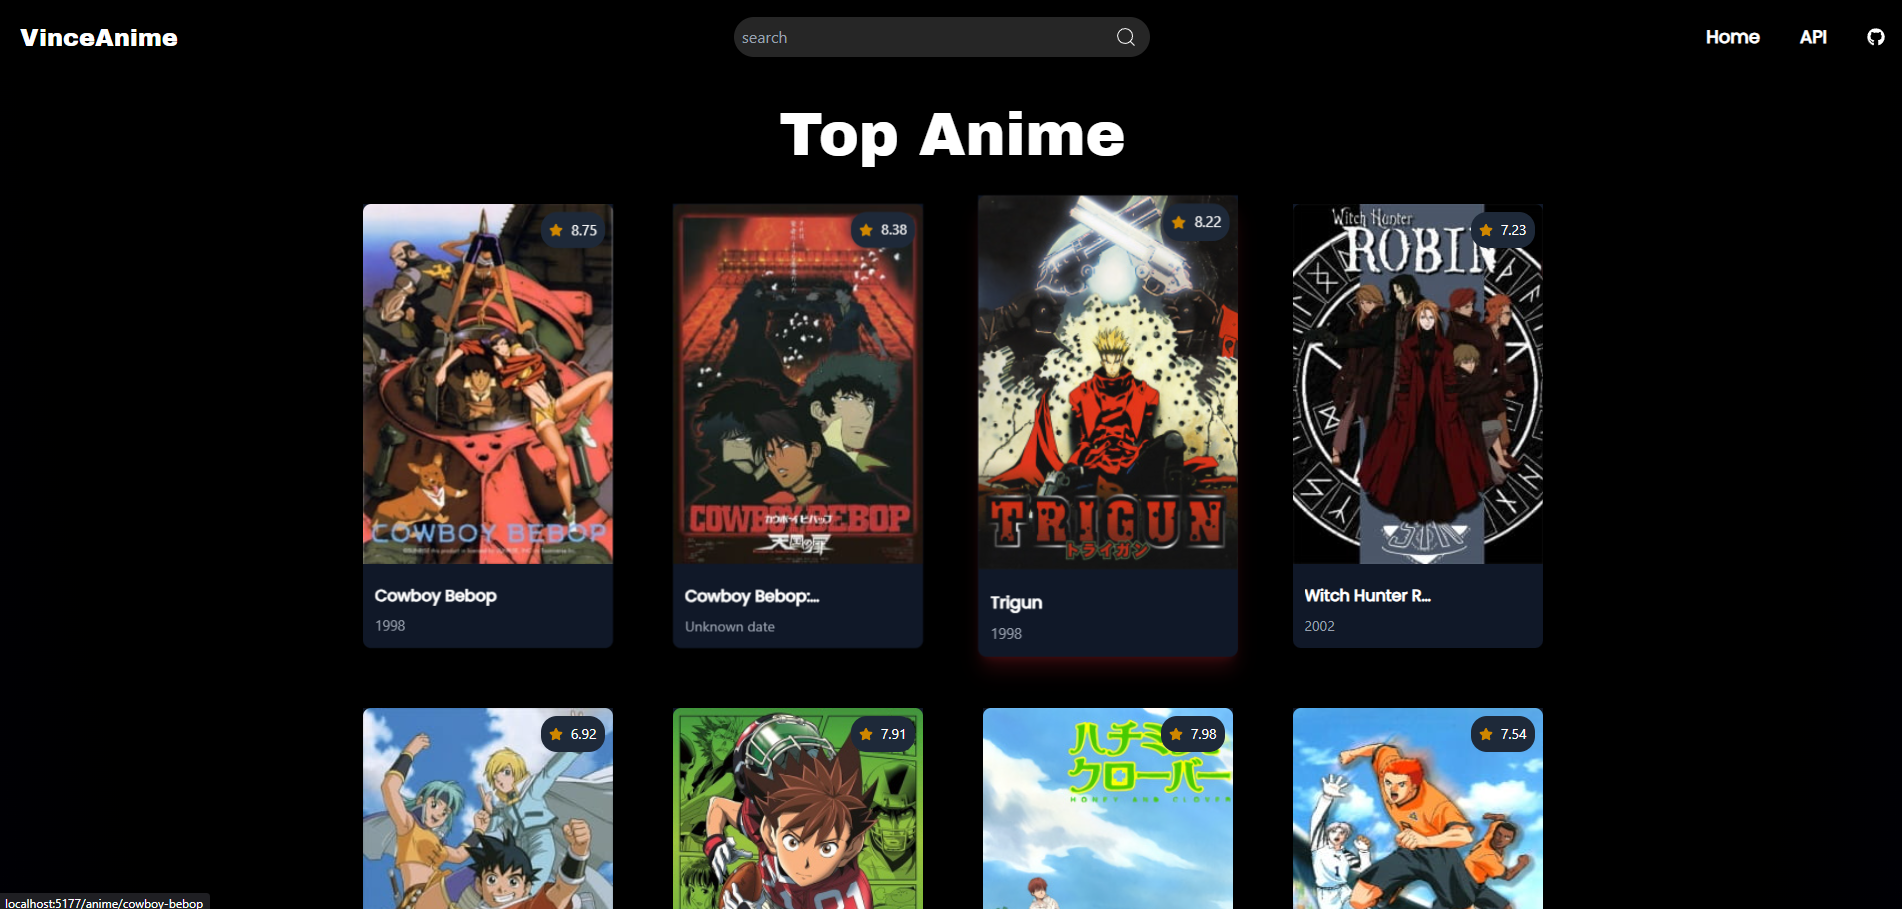 VinceAnime
search
Home
API
Top Anime
8.75
COWBOY BEBOP
Cowboy Bebop
1998
8.38
COWBOY BEBOP
カウボーイビバップ
天国の扉
Cowboy Bebop:...
Unknown date
8.22
TRIGUN
トライガン
Trigun
1998
Witch Hunter
ROBIN
7.23
Witch Hunter R...
2002
6.92
7.91
7.98
ハチミ
クローバー
HONEY AND CLOVER
7.54
1
localhost:5177/anime/cowboy-bebop